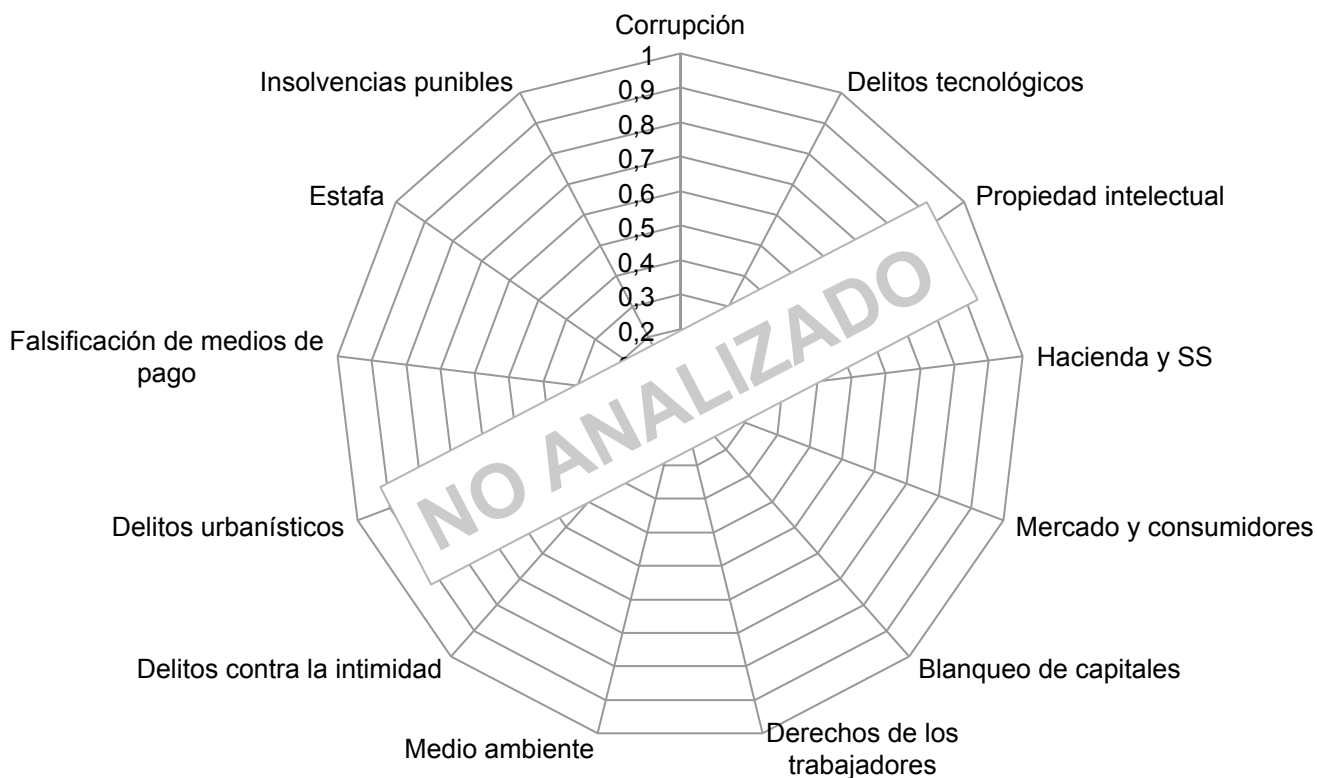 Corrupción
1
0,9
0,8
0,7
0,6
0,5
0,4
0,3
0,2
Delitos tecnológicos
Propiedad intelectual
Hacienda y SS
Mercado y consumidores
Blanqueo de capitales
Derechos de los
trabajadores
Medio ambiente
Delitos contra la intimidad
Delitos urbanísticos
Falsificación de medios de
pago
Estafa
Insolvencias punibles
NO ANALIZADO